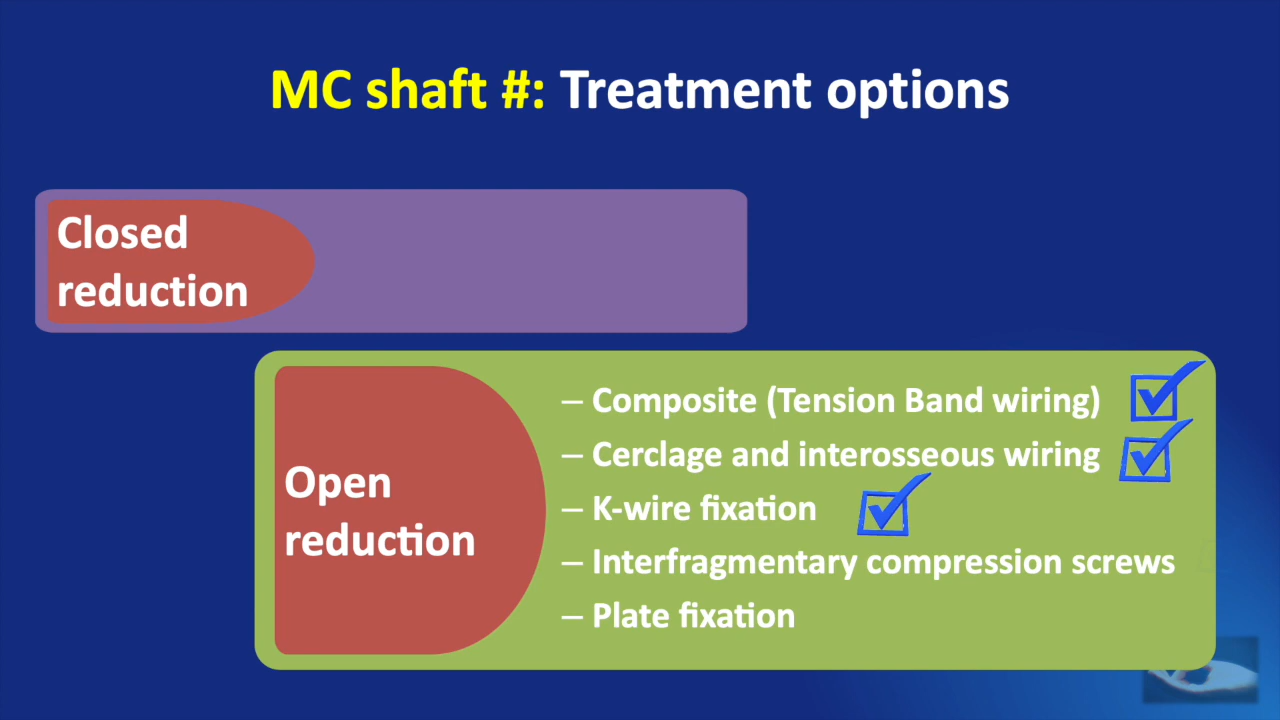 MC shaft #: Treatment options
Closed
reduction
Open
reduction
– Composite (Tension Band wiring)
– Cerclage and interosseous wiring
– K-wire fixation
– Interfragmentary compression screws
– Plate fixation